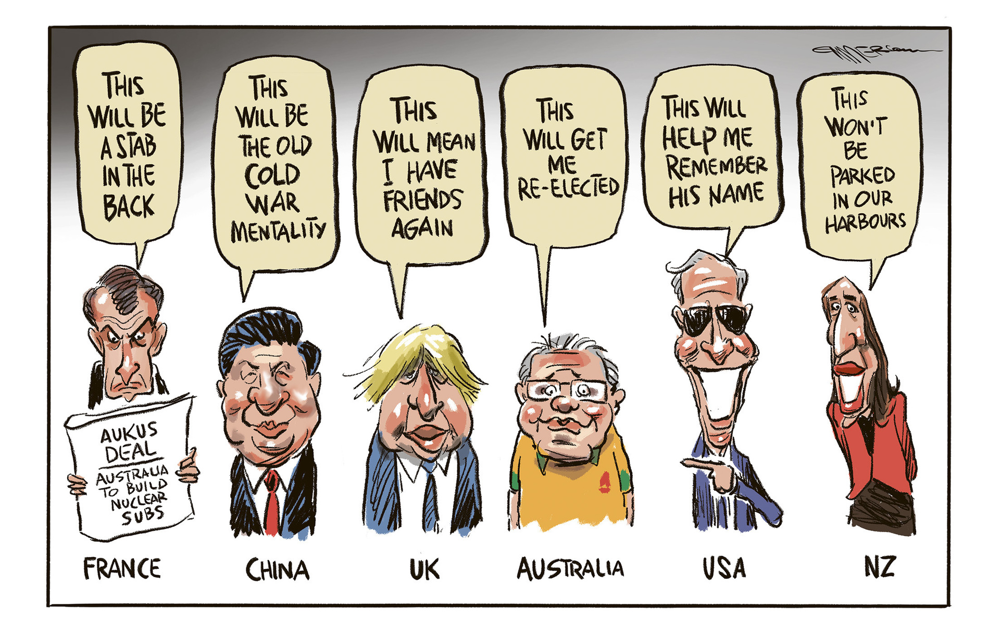 EMMERSON
THIS
WILL BE
A STAB
IN THE
BACK
THIS
WILL BE
THE OLD
COLD
WAR
MENTALITY
THIS
WILL MEAN
I HAVE
FRIENDS
AGAIN
THIS
WILL GET
ME
RE-ELECTED
THIS WILL
HELP ME
REMEMBER
HIS NAME
THIS
WON'T
BE
PARKED
IN OUR
HARBOURS
AUKUS
DEAL
AUSTRALIA
TO BUILD
NUCLEAR
SUBS
FRANCE
CHINA
UK
AUSTRALIA
USA
NZ